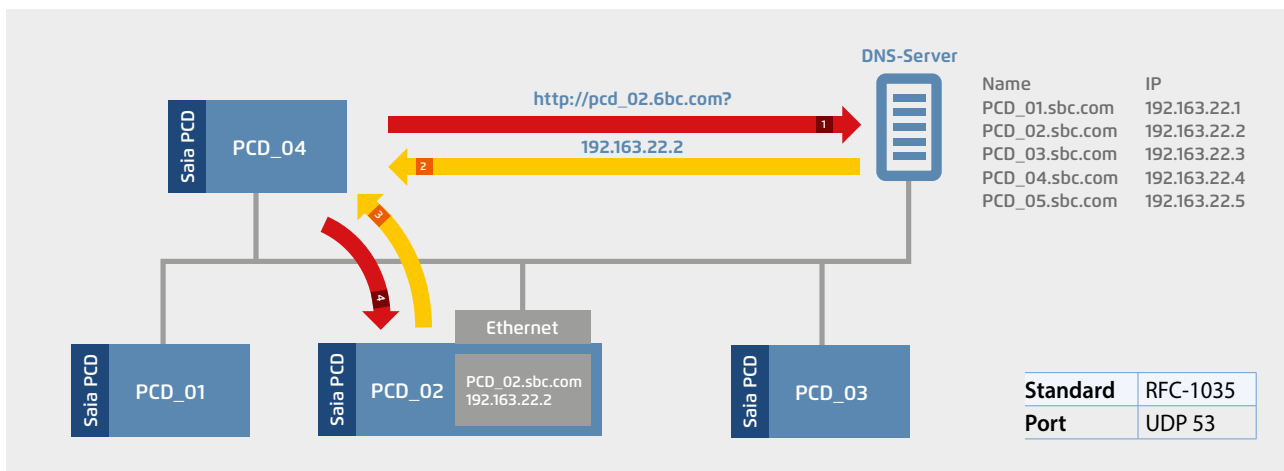 DNS-Server
http://pcd_02.6bc.com?
1
192.163.22.2
2
Name IP
PCD_01.sbc.com 192.163.22.1
PCD_02.sbc.com 192.163.22.2
PCD_03.sbc.com 192.163.22.3
PCD_04.sbc.com 192.163.22.4
PCD_05.sbc.com 192.163.22.5
Saia PCD
PCD_04
3
4
Saia PCD
PCD_01
Saia PCD
PCD_02
Ethernet
PCD_02.sbc.com
192.163.22.2
Saia PCD
PCD_03
Standard RFC-1035
Port UDP 53